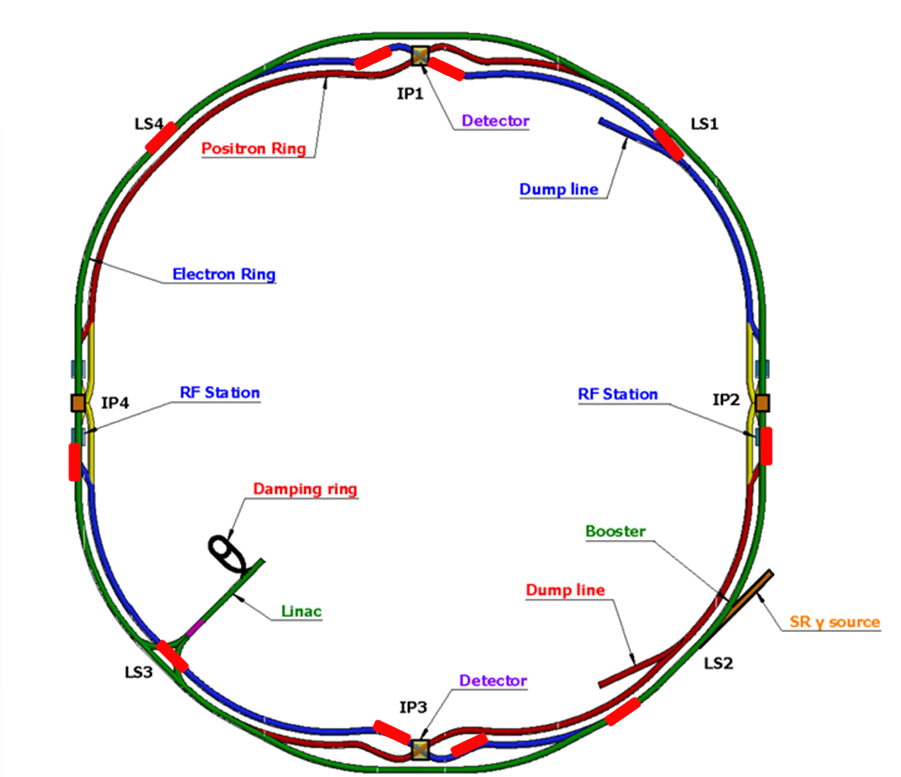 IP1
Detector
LS4
LS1
Positron Ring
Dump line
Electron Ring
RF Station
IP4
RF Station
IP2
Damping ring
Booster
Linac
Dump line
SR γ source
LS3
LS2
Detector
IP3